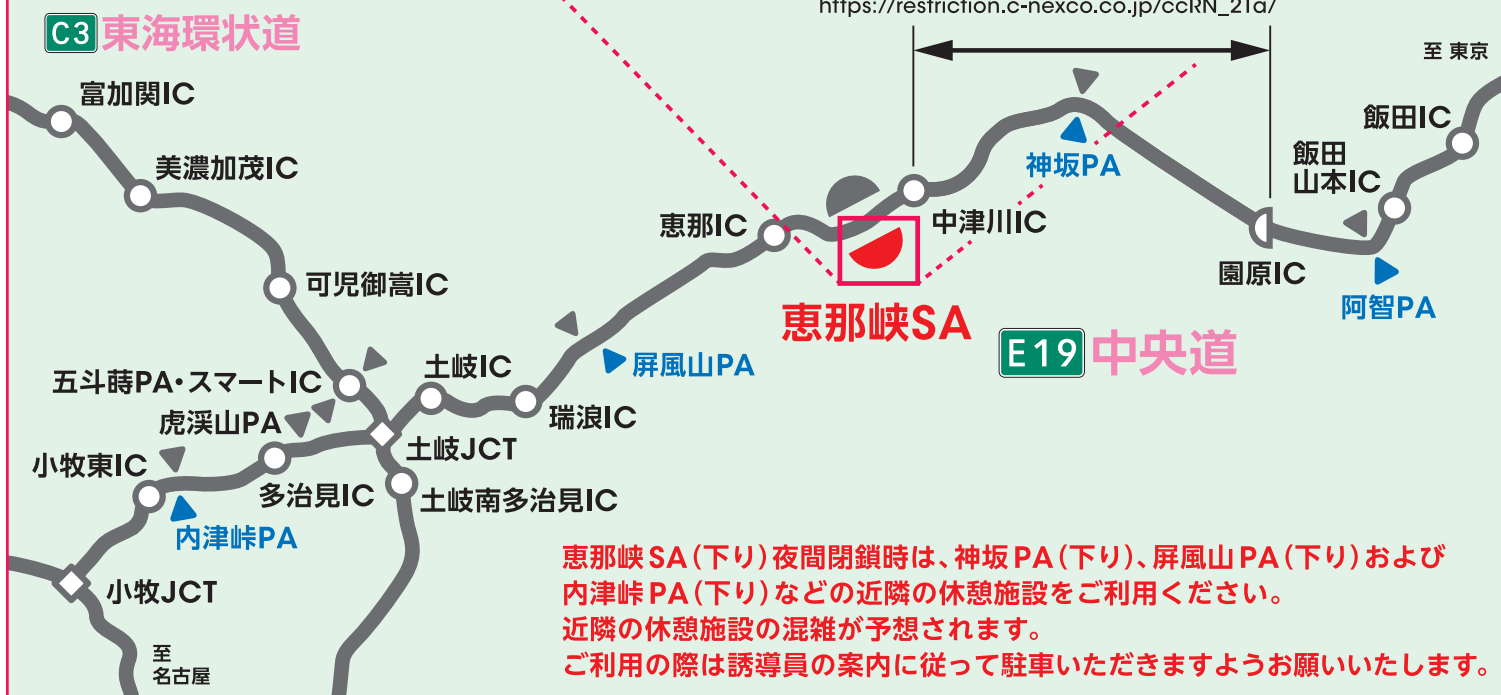 https://restriction.c-nexco.co.jp/ccRN_21a/
C3 東海環状道
至 東京
富加関IC
飯田IC
美濃加茂IC
神坂PA
飯田
山本IC
恵那IC
中津川IC
園原IC
可児御嵩IC
阿智PA
恵那峡SA
E19 中央道
五斗蒔PA・スマートIC
土岐IC
屏風山PA
虎渓山PA
瑞浪IC
土岐JCT
小牧東IC
多治見IC
土岐南多治見IC
内津峠PA
小牧JCT
至
名古屋
恵那峡SA(下り)夜間閉鎖時は、神坂PA(下り)、屏風山PA(下り)および
内津峠PA(下り)などの近隣の休憩施設をご利用ください。
近隣の休憩施設の混雑が予想されます。
ご利用の際は誘導員の案内に従って駐車いただきますようお願いいたします。